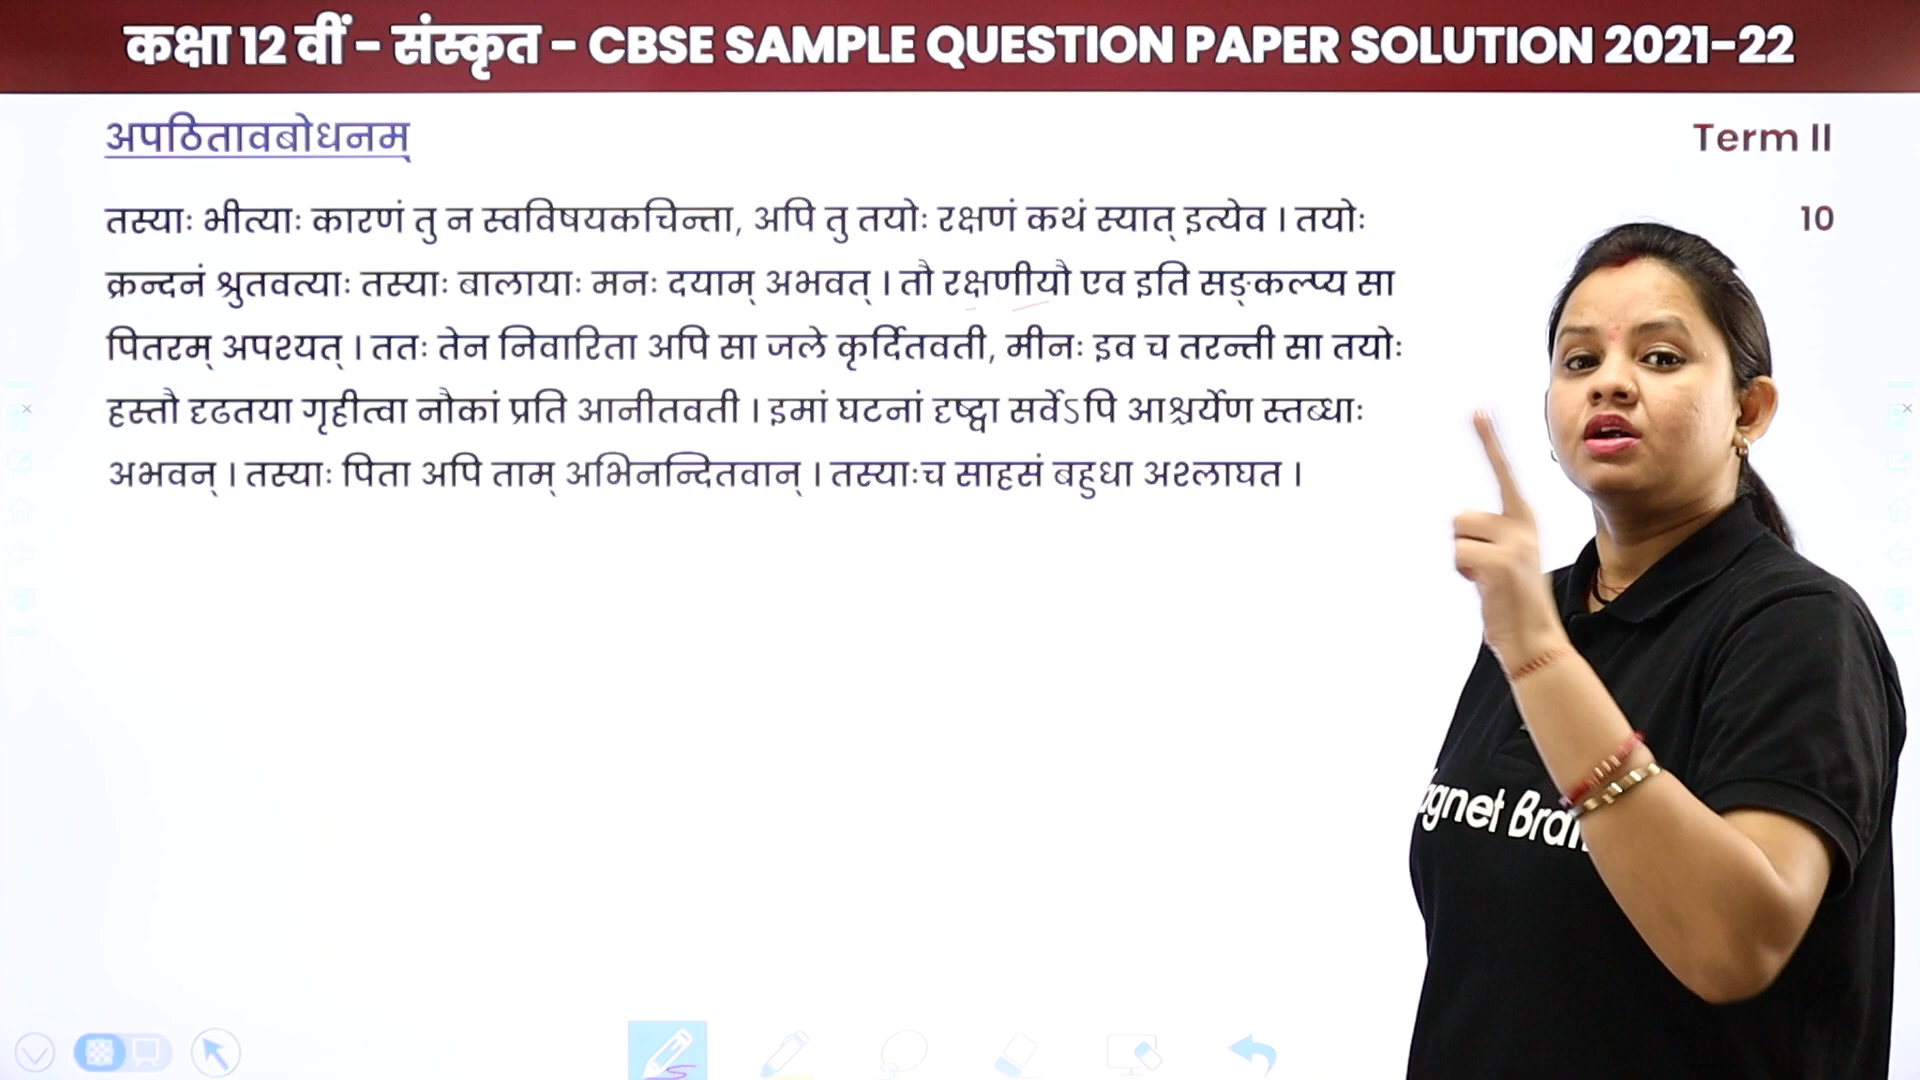 कक्षा 12 वीं - संस्कृत - CBSE SAMPLE QUESTION PAPER SOLUTION 2021-22
अपठितावबोधनम्
Term II
तस्याः भीत्याः कारणं तु न स्वविषयकचिन्ता, अपि तु तयोः रक्षणं कथं स्यात् इत्येव । तयोः
10
क्रन्दनं श्रुतवत्याः तस्याः बालायाः मनः दयाम् अभवत् । तौ रक्षणीयौ एव इति सङ्कल्प्य सा
पितरम् अपश्यत् । ततः तेन निवारिता अपि सा जले कृर्दितवती, मीनः इव च तरन्ती सा तयोः
हस्तौ दृढतया गृहीत्वा नौकां प्रति आनीतवती । इमां घटनां दृष्ट्वा सर्वेऽपि आश्चर्येण स्तब्धाः
अभवन् । तस्याः पिता अपि ताम् अभिनन्दितवान् । तस्याःच साहसं बहुधा अश्लाघत ।